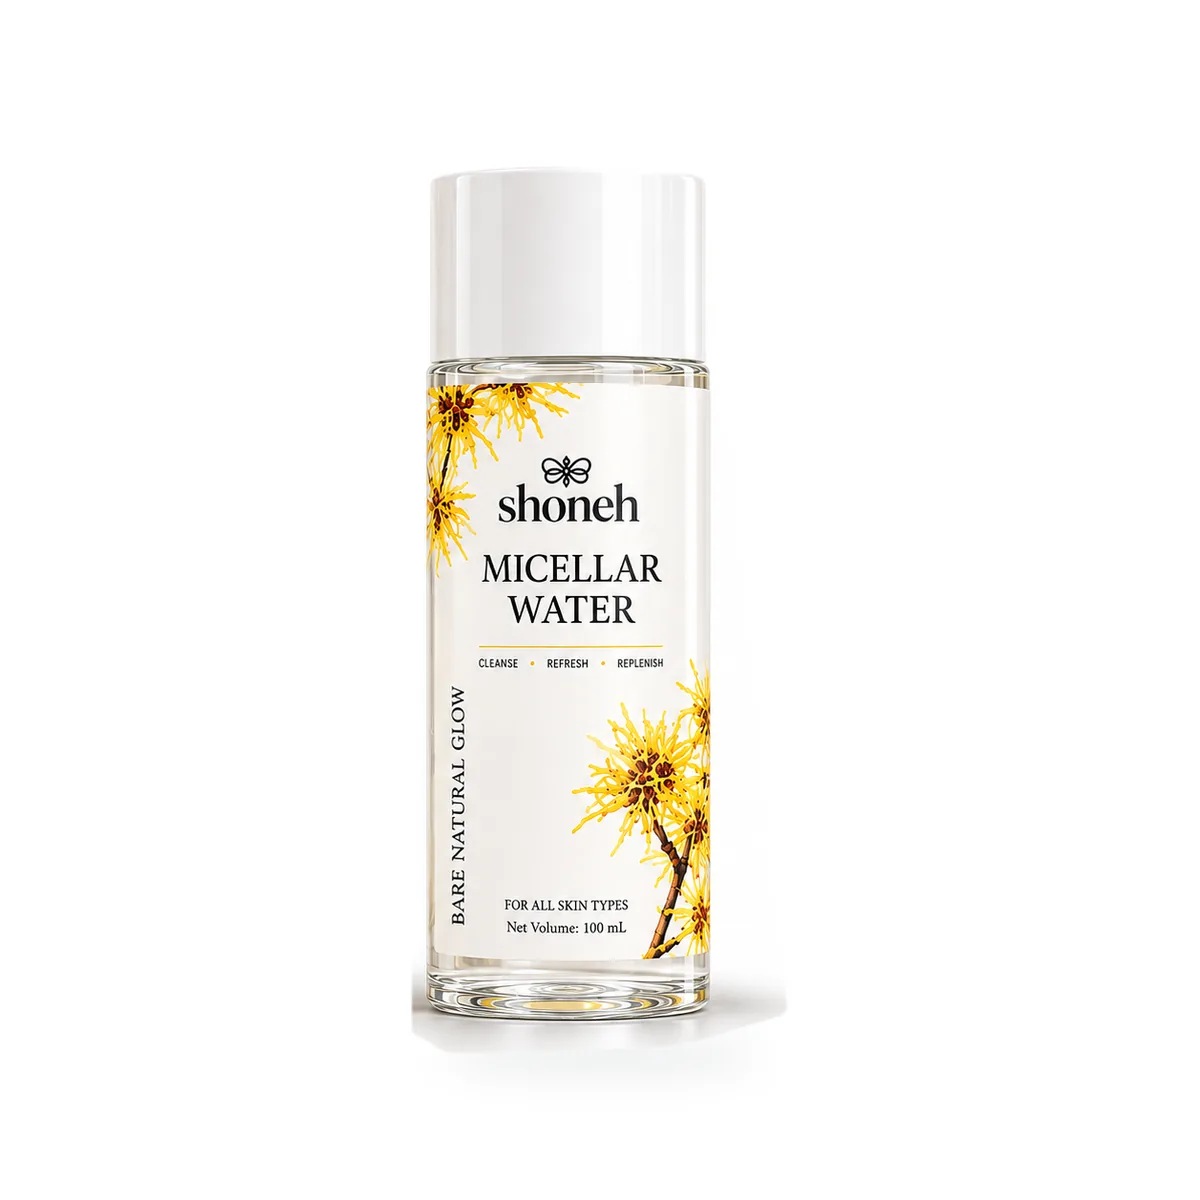 shoneh
MICELLAR
WATER
CLEANSE • REFRESH • REPLENISH
BARE NATURAL GLOW
FOR ALL SKIN TYPES
Net Volume: 100 mL